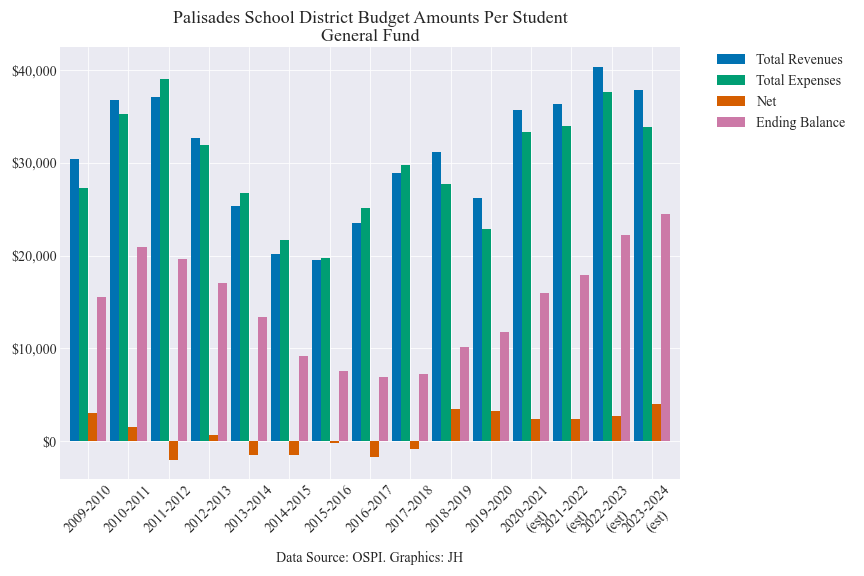 Palisades School District Budget Amounts Per Student
General Fund
Total Revenues
Total Expenses
Net
Ending Balance
$40,000
$30,000
$20,000
$10,000
$0
2009-2010
2010-2011
2011-2012
2012-2013
2013-2014
2014-2015
2015-2016
2016-2017
2017-2018
2018-2019
2019-2020
2020-2021
(est)
2021-2022
(est)
2022-2023
(est)
2023-2024
(est)
Data Source: OSPI. Graphics: JH